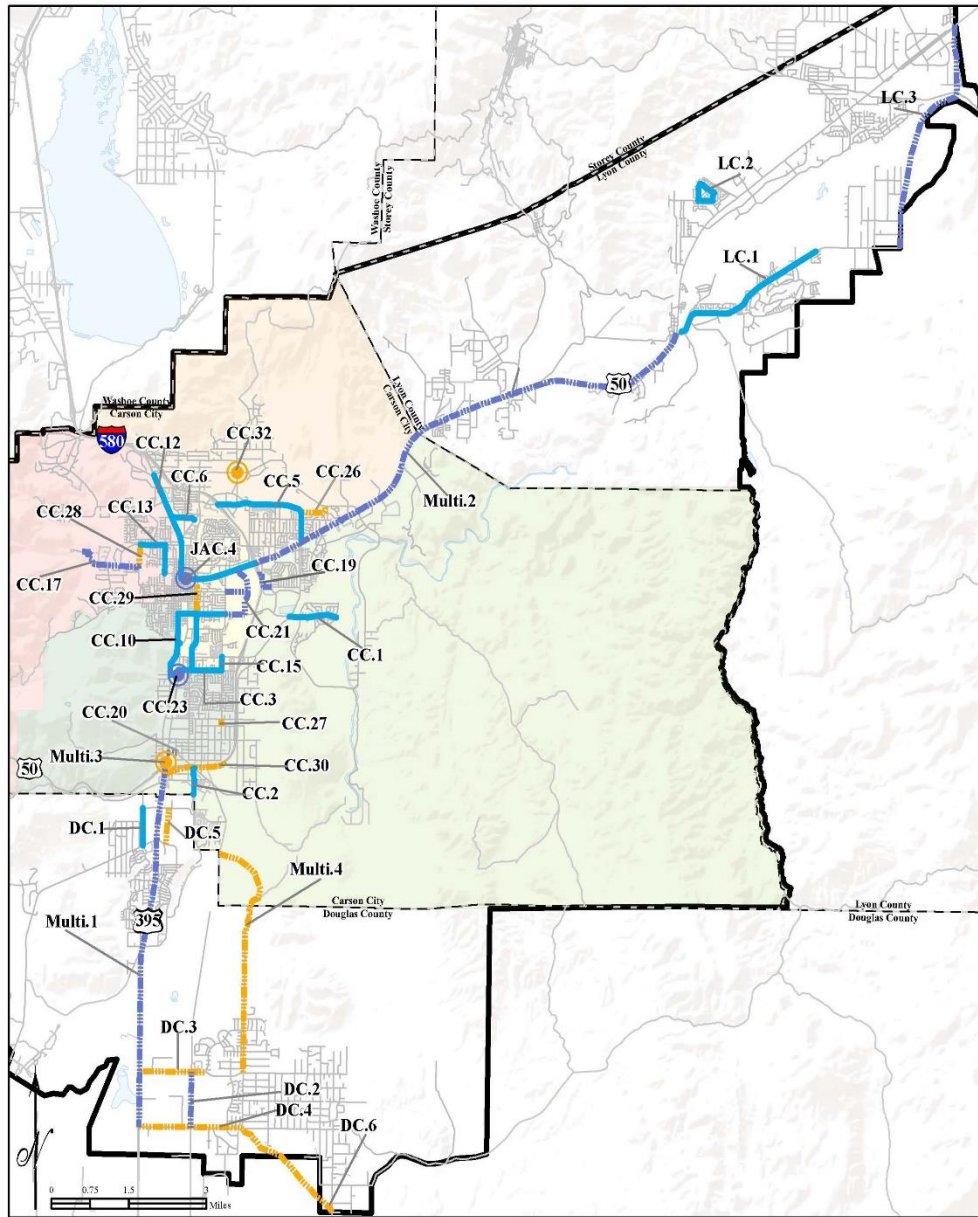 LC.3
Storey County
Lyon County
LC.2
Washoe County
Storey County
LC.1
50
Washoe County
Carson City
Lyon County
Carson City
580
CC.12
CC.32
CC.6
CC.5
CC.26
CC.13
Multi.2
CC.28
JAC.4
CC.17
CC.19
CC.29
CC.21
CC.10
CC.1
CC.15
CC.3
CC.23
CC.20
CC.27
Multi.3
50
CC.30
CC.2
DC.1
DC.5
Multi.4
Carson City
Douglas County
Lyon County
Douglas County
Multi.1
395
DC.3
DC.2
DC.4
DC.6
N
0 0.75 1.5 3
Miles